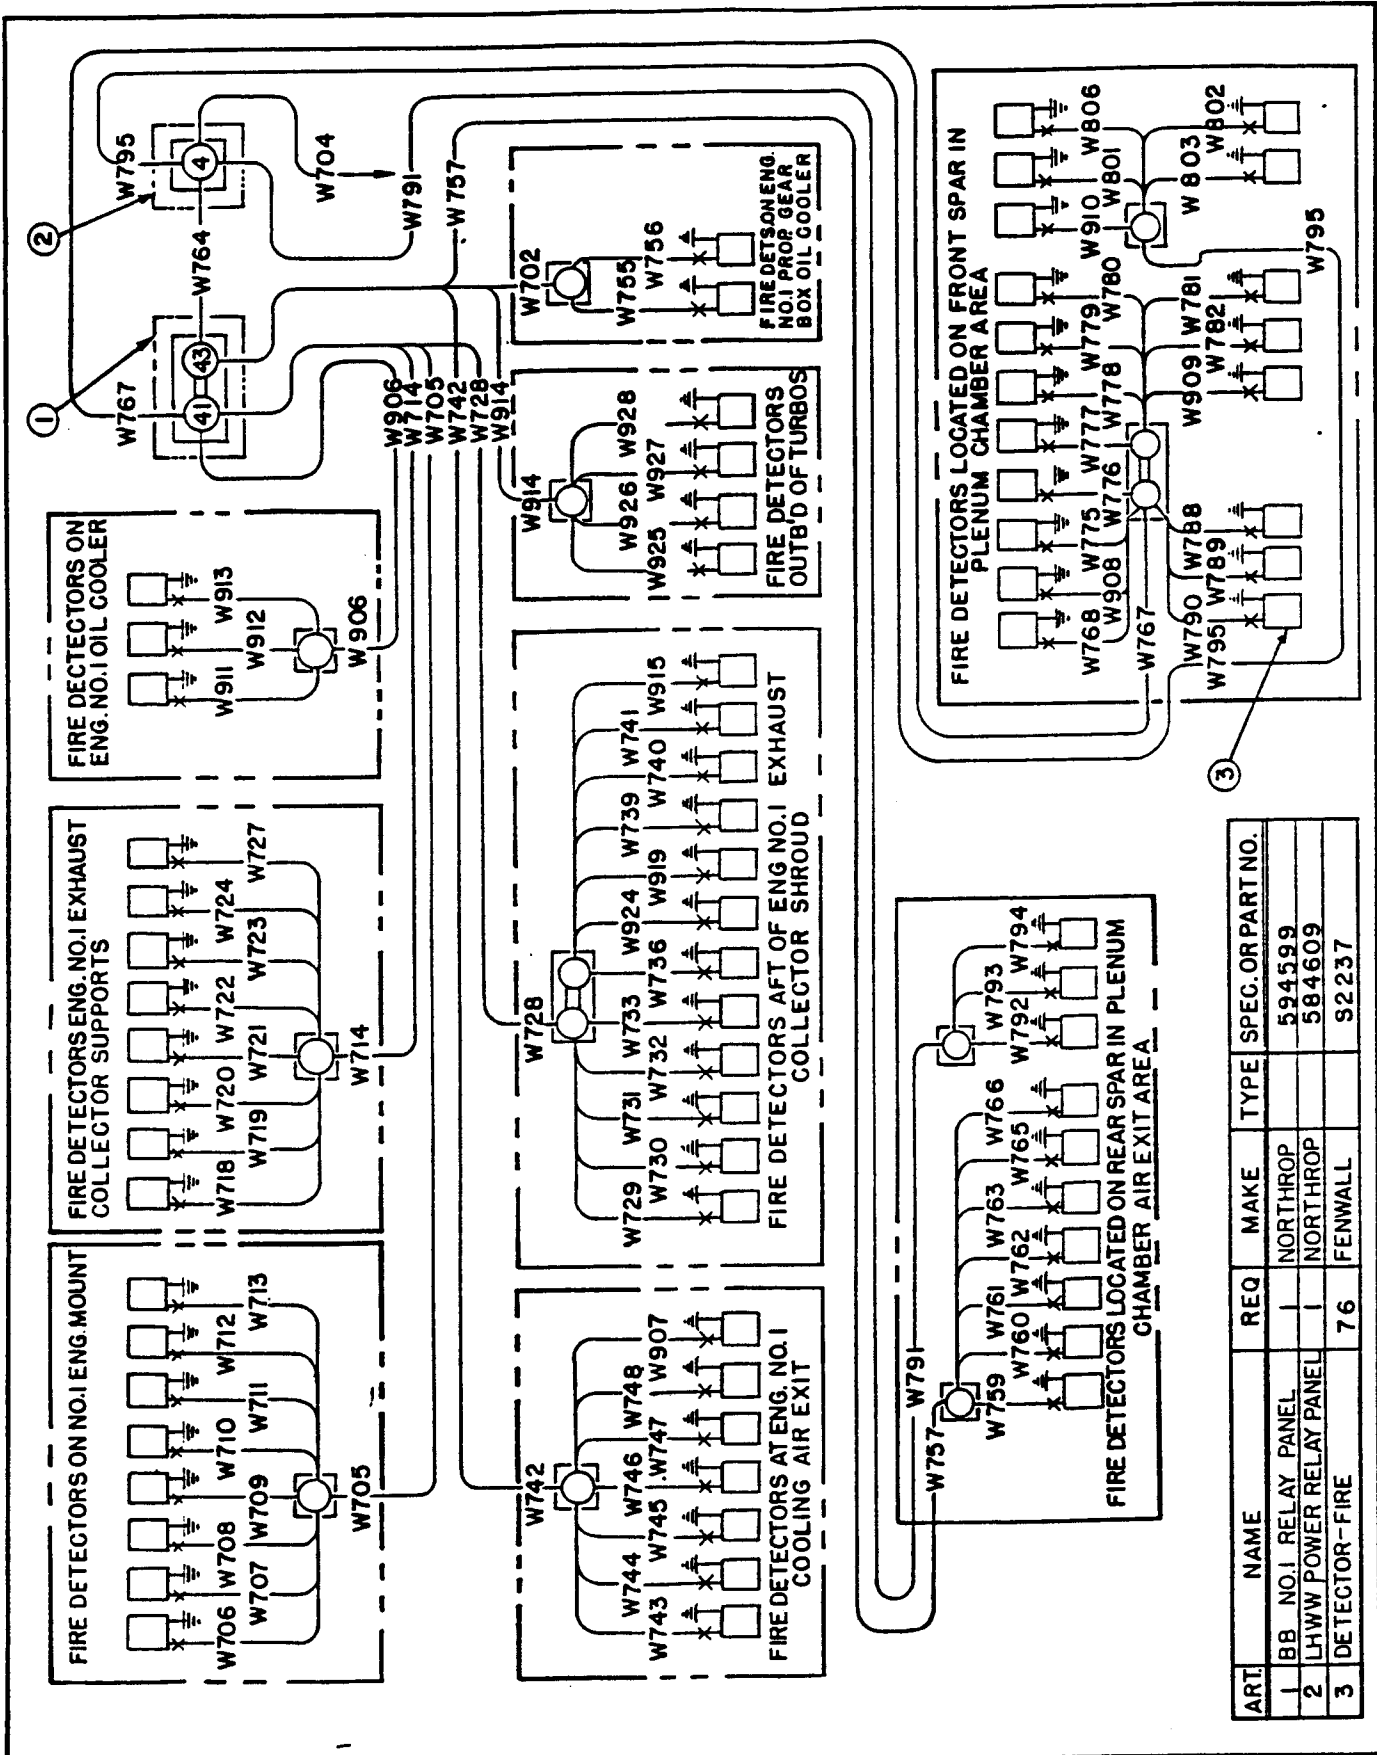 FIRE DETECTORS ON NO.1 ENG. MOUNT
W706
W707
W708
W709
W710
W711
W712
W713
W705
FIRE DETECTORS ENG. NO.1 EXHAUST
COLLECTOR SUPPORTS
W718
W719
W720
W721
W722
W723
W724
W727
W714
FIRE DECTECTORS ON
ENG. NO.1 OIL COOLER
W911
W912
W913
W906
1
W767
41
43
W764
2
W795
4
W704
W791
W757
W906
W714
W705
W742
W728
W914
W742
W743
W744
W745
W746
W747
W748
W907
FIRE DETECTORS AT ENG. NO.1
COOLING AIR EXIT
W728
W729
W730
W731
W732
W733
W736
W924
W919
W739
W740
W741
W915
FIRE DETECTORS AFT OF ENG NO.1 EXHAUST
COLLECTOR SHROUD
W914
W925
W926
W927
W928
FIRE DETECTORS
OUTB'D OF TURBOS
W702
W755
W756
FIRE DETS.ON ENG.
NO.1 PROP. GEAR
BOX OIL COOLER
W757
W791
W759
W760
W761
W762
W763
W765
W766
W792
W793
W794
FIRE DETECTORS LOCATED ON REAR SPAR IN PLENUM
CHAMBER AIR EXIT AREA
FIRE DETECTORS LOCATED ON FRONT SPAR IN
PLENUM CHAMBER AREA
W768
W908
W775
W776
W777
W778
W779
W780
W910
W801
W806
W767
W790
W789
W788
W909
W782
W781
W803
W802
W795
W795
3
ART. NAME REQ MAKE TYPE SPEC. OR PART NO.
1 BB NO.1 RELAY PANEL 1 NORTHROP 594599
2 LHWW POWER RELAY PANEL 1 NORTHROP 584609
3 DETECTOR-FIRE 76 FENWALL S2237